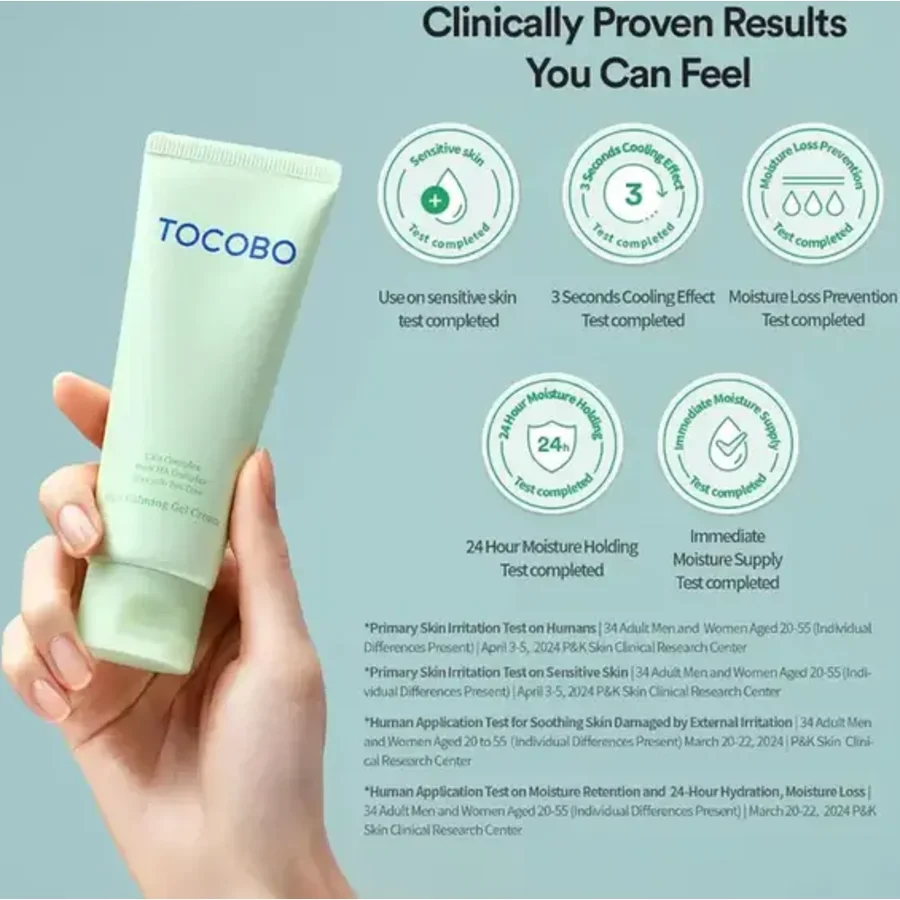 Clinically Proven Results
You Can Feel
Sensitive skin
Test completed
3 Seconds Cooling Effect
3
Test completed
Moisture Loss Prevention
Test completed
Use on sensitive skin
test completed
3 Seconds Cooling Effect
Test completed
Moisture Loss Prevention
Test completed
TOCOBO
24 Hour Moisture Holding
24h
Test completed
Immediate Moisture Supply
Test completed
Cica Complex
Calming Gel Cream
24 Hour Moisture Holding
Test completed
Immediate
Moisture Supply
Test completed
*Primary Skin Irritation Test on Humans | 34 Adult Men and Women Aged 20-55 (Individual
Differences Present) | April 3-5, 2024 P&K Skin Clinical Research Center
*Primary Skin Irritation Test on Sensitive Skin | 34 Adult Men and Women Aged 20-55 (Indi-
vidual Differences Present) | April 3-5, 2024 P&K Skin Clinical Research Center
*Human Application Test for Soothing Skin Damaged by External Irritation | 34 Adult Men
and Women Aged 20 to 55 (Individual Differences Present) March 20-22, 2024 | P&K Skin Clini-
cal Research Center
*Human Application Test on Moisture Retention and 24-Hour Hydration, Moisture Loss |
34 Adult Men and Women Aged 20-55 (Individual Differences Present) | March 20-22, 2024 P&K
Skin Clinical Research Center